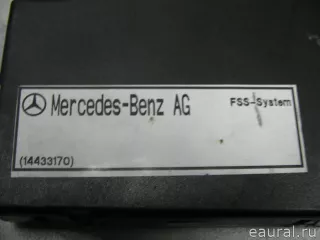 Mercedes-Benz AG FSS-System
(14433170)
eaural.ru